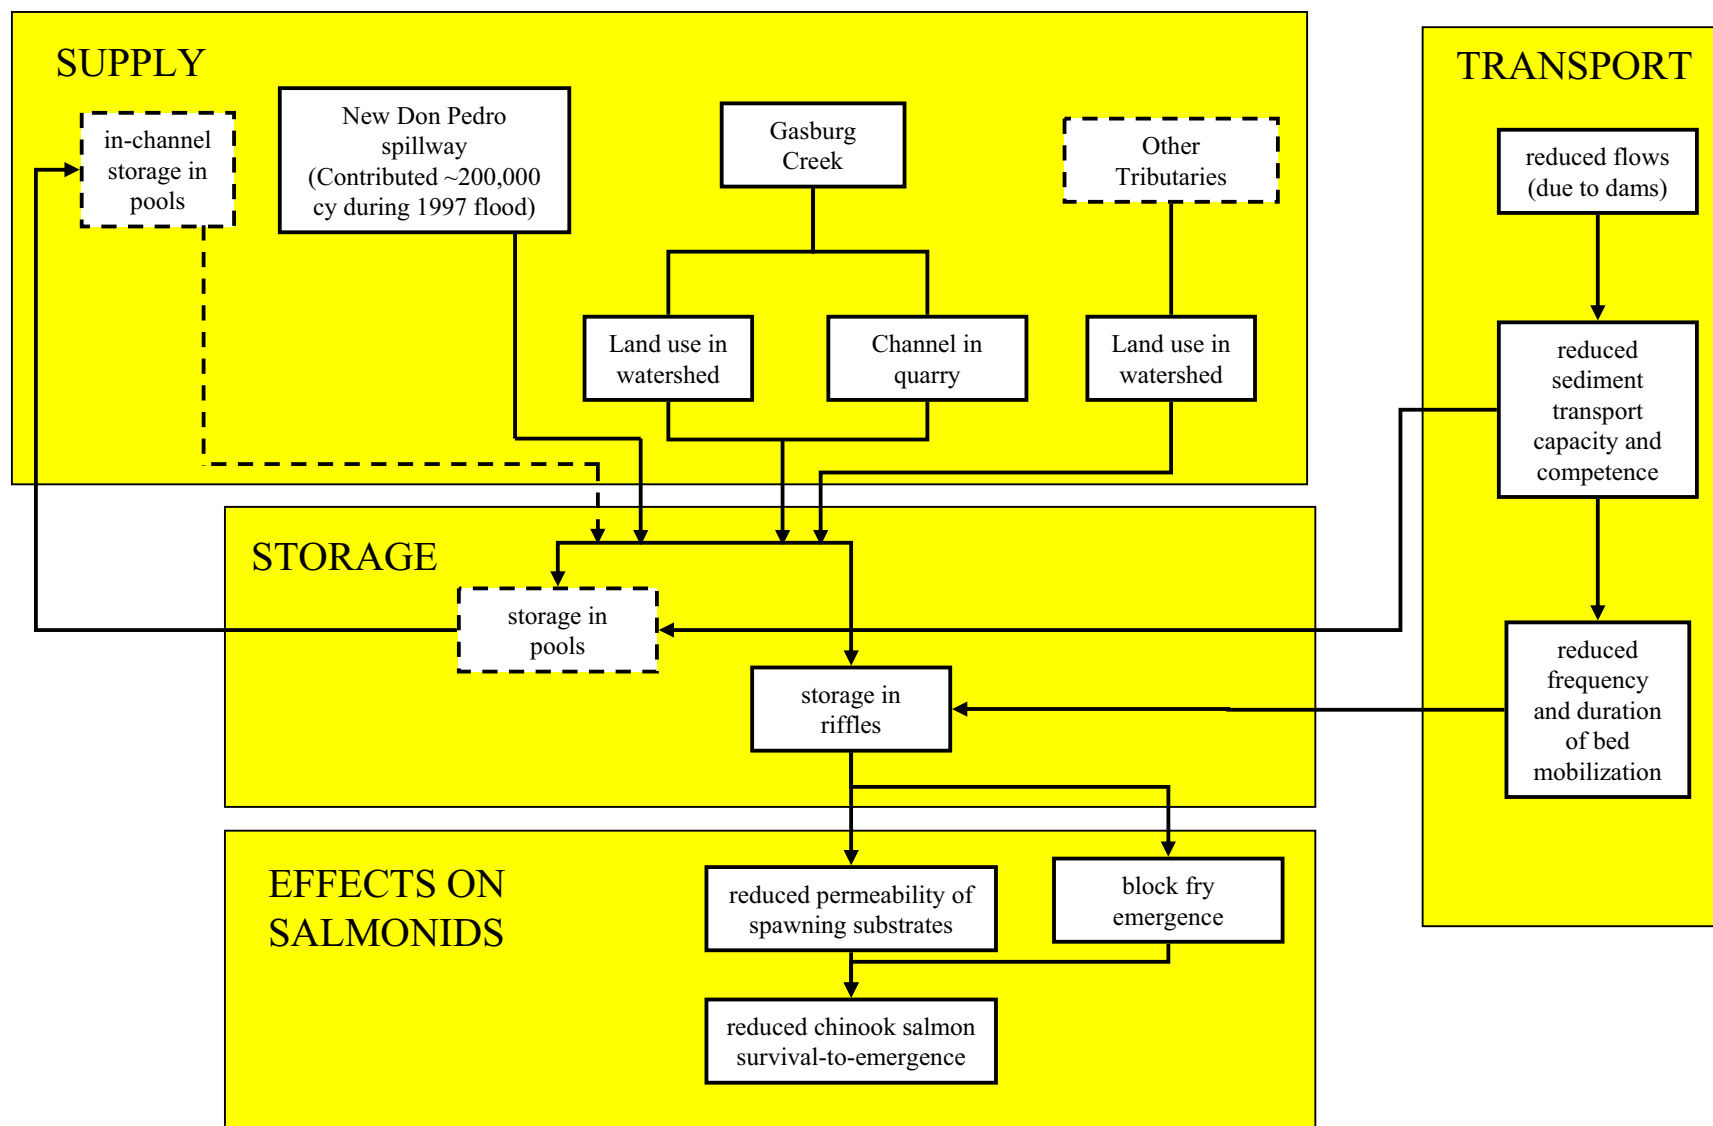 SUPPLY
in-channel
storage in
pools
New Don Pedro
spillway
(Contributed ~200,000
cy during 1997 flood)
Gasburg
Creek
Other
Tributaries
Land use in
watershed
Channel in
quarry
Land use in
watershed
TRANSPORT
reduced flows
(due to dams)
reduced
sediment
transport
capacity and
competence
reduced
frequency
and duration
of bed
mobilization
STORAGE
storage in
pools
storage in
riffles
EFFECTS ON
SALMONIDS
reduced permeability of
spawning substrates
block fry
emergence
reduced chinook salmon
survival-to-emergence